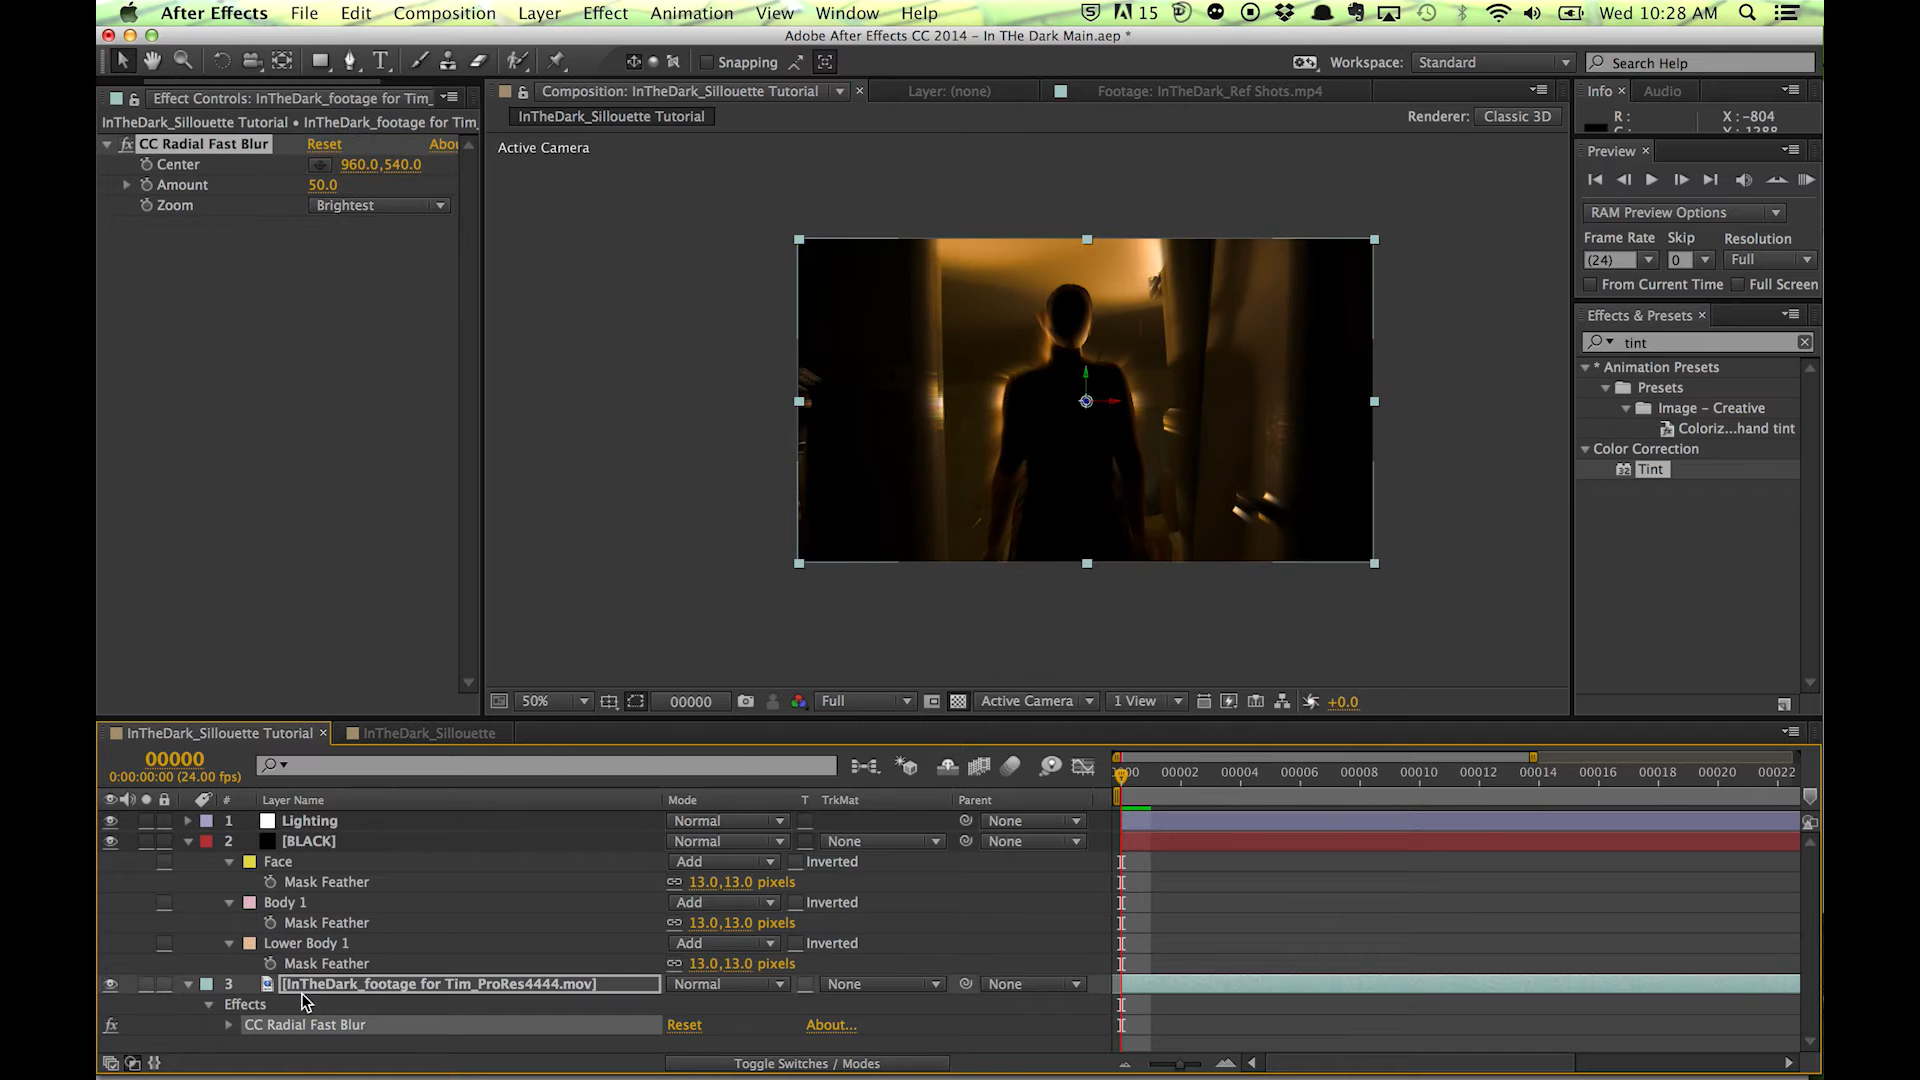 After Effects File Edit Composition Layer Effect Animation View Window Help 15 Wed 10:28 AM
Adobe After Effects CC 2014 - In THe Dark Main.aep *
Snapping Workspace: Standard Search Help
Effect Controls: InTheDark_footage for Tim_
InTheDark_Sillouette Tutorial • InTheDark_footage for Tim_
CC Radial Fast Blur Reset Abou
Center 960.0,540.0
Amount 50.0
Zoom Brightest
Composition: InTheDark_Sillouette Tutorial Layer: (none) Footage: InTheDark_Ref Shots.mp4
InTheDark_Sillouette Tutorial Renderer: Classic 3D
Active Camera
50% 00000 Full Active Camera 1 View +0.0
Info Audio
R : X : -804
Y : 1288
Preview
RAM Preview Options
Frame Rate Skip Resolution
(24) 0 Full
From Current Time Full Screen
Effects & Presets
tint
* Animation Presets
Presets
Image - Creative
Coloriz...hand tint
Color Correction
Tint
InTheDark_Sillouette Tutorial InTheDark_Sillouette
00000
0:00:00:00 (24.00 fps)
00002 00004 00006 00008 00010 00012 00014 00016 00018 00020 00022
# Layer Name Mode T TrkMat Parent
1 Lighting Normal None
2 [BLACK] Normal None None
Face Add Inverted
Mask Feather 13.0,13.0 pixels
Body 1 Add Inverted
Mask Feather 13.0,13.0 pixels
Lower Body 1 Add Inverted
Mask Feather 13.0,13.0 pixels
3 [InTheDark_footage for Tim_ProRes4444.mov] Normal None None
Effects
fx CC Radial Fast Blur Reset About...
Toggle Switches / Modes